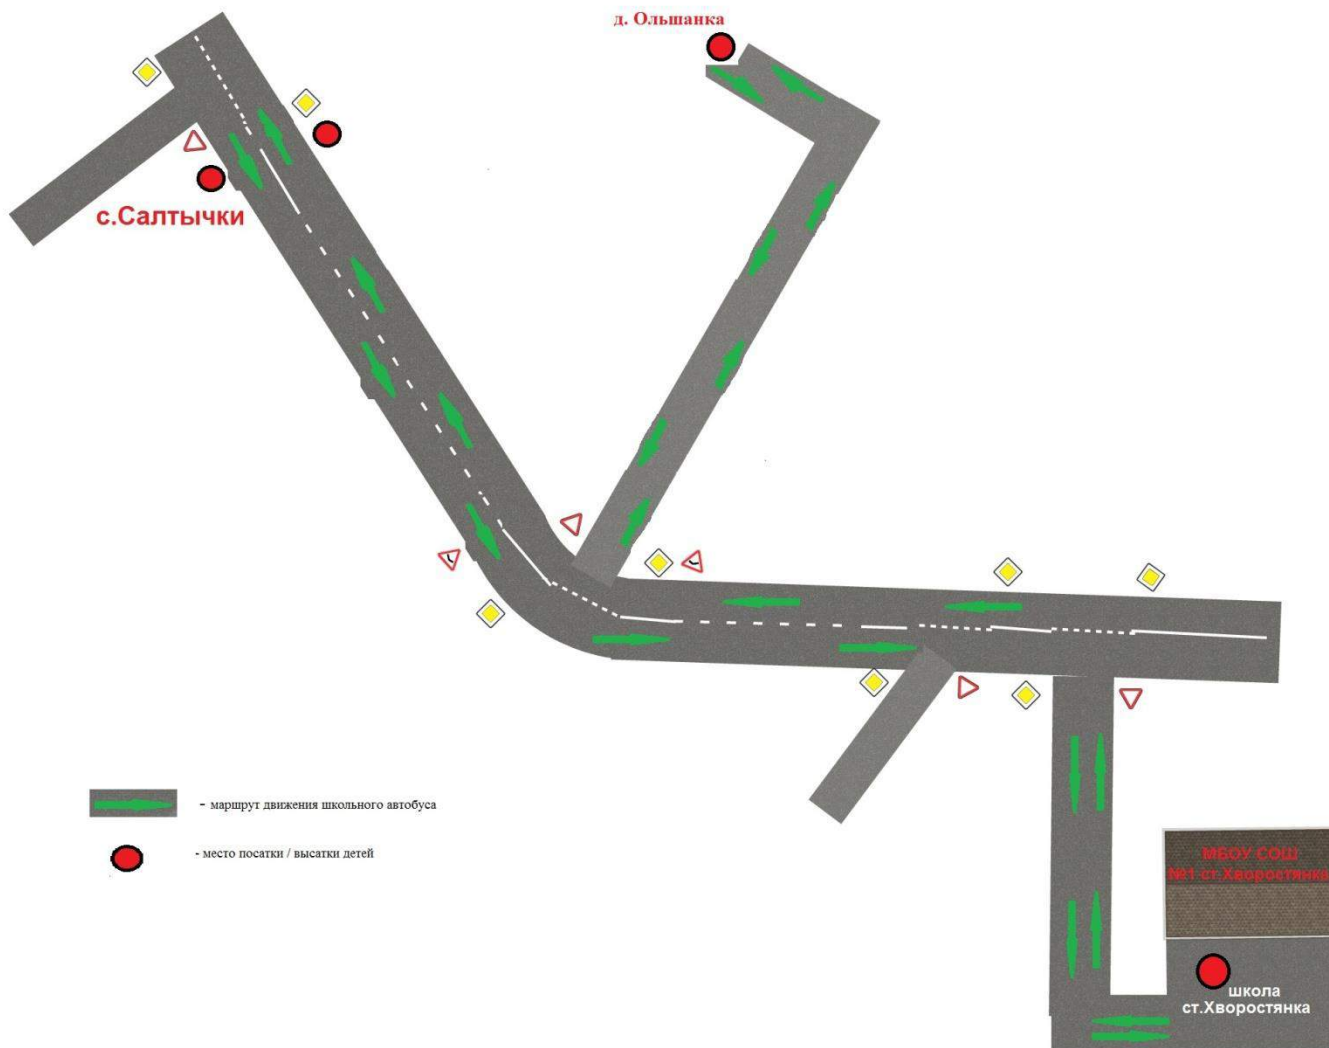 д. Ольшанка
с.Салтычки
- маршрут движения школьного автобуса
- место посатки / высатки детей
МБОУ СОШ
№1 ст.Хворостянка
школа
ст.Хворостянка